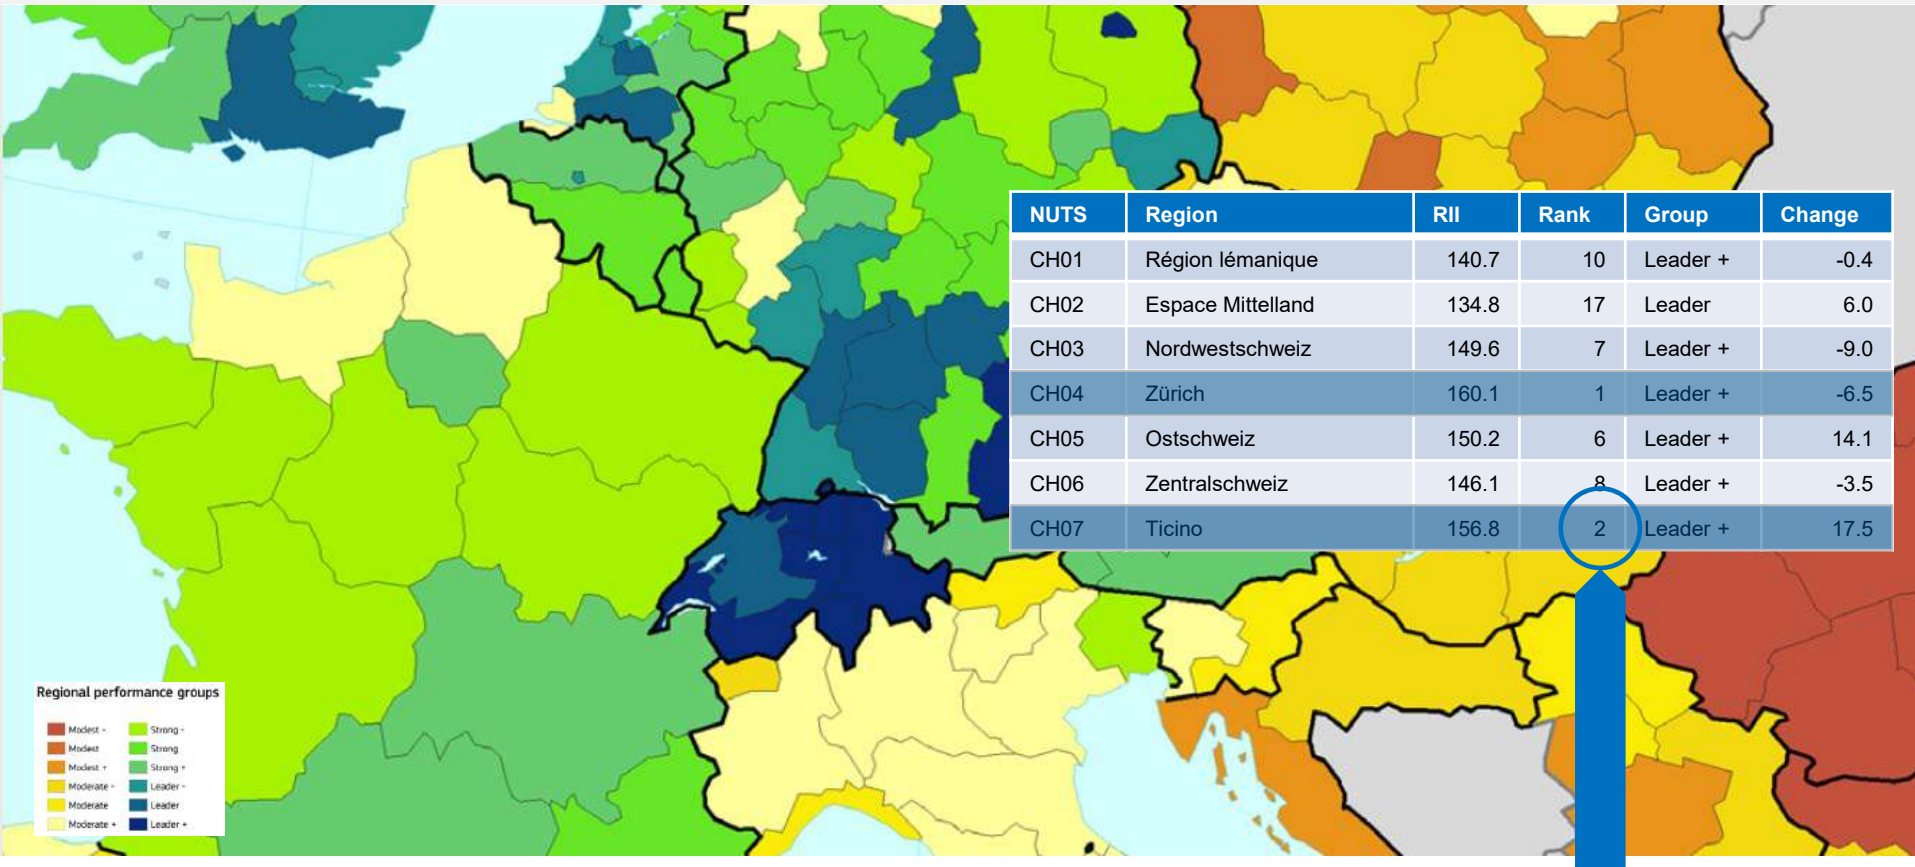 NUTS Region RII Rank Group Change
CH01 Région lémanique 140.7 10 Leader + -0.4
CH02 Espace Mittelland 134.8 17 Leader 6.0
CH03 Nordwestschweiz 149.6 7 Leader + -9.0
CH04 Zürich 160.1 1 Leader + -6.5
CH05 Ostschweiz 150.2 6 Leader + 14.1
CH06 Zentralschweiz 146.1 8 Leader + -3.5
CH07 Ticino 156.8 2 Leader + 17.5
Regional performance groups
Modest - Strong -
Modest Strong
Modest + Strong +
Moderate - Leader -
Moderate Leader
Moderate + Leader +